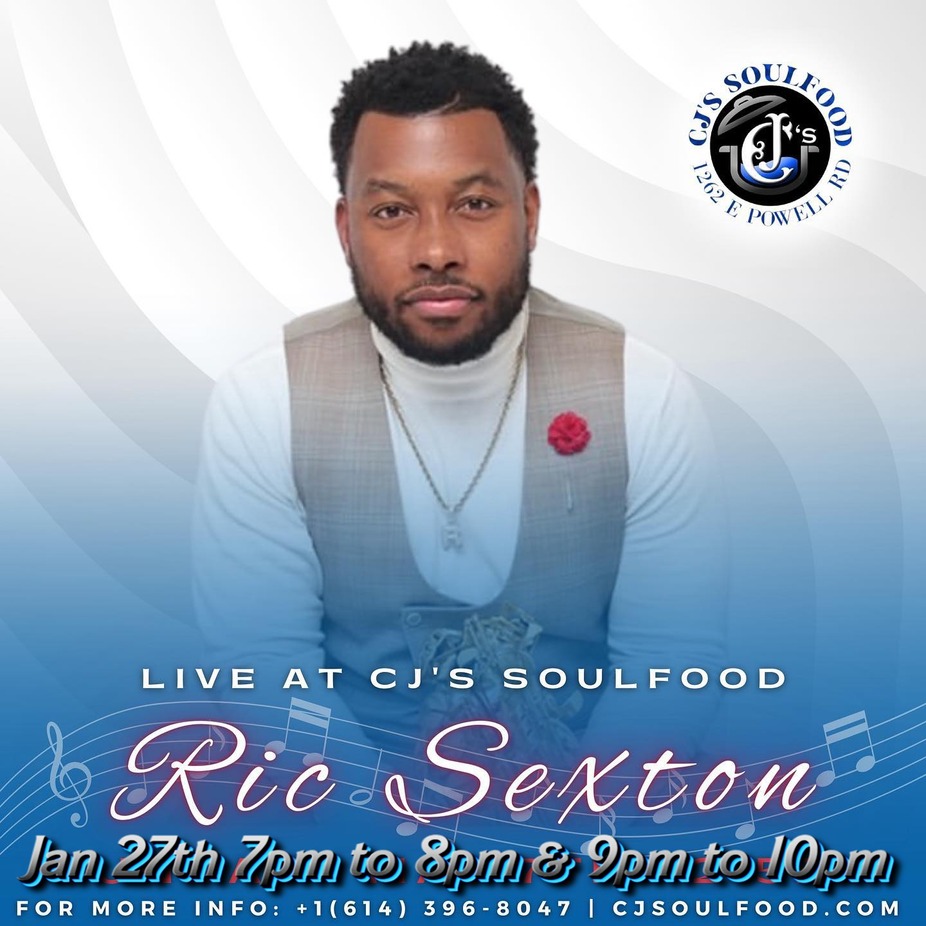 CJ'S SOULFOOD
CJ's
1262 E POWELL RD
LIVE AT CJ'S SOULFOOD
Ric Sexton
Jan 27th 7pm to 8pm & 9pm to 10pm
FOR MORE INFO: +1(614) 396-8047 | CJSOULFOOD.COM